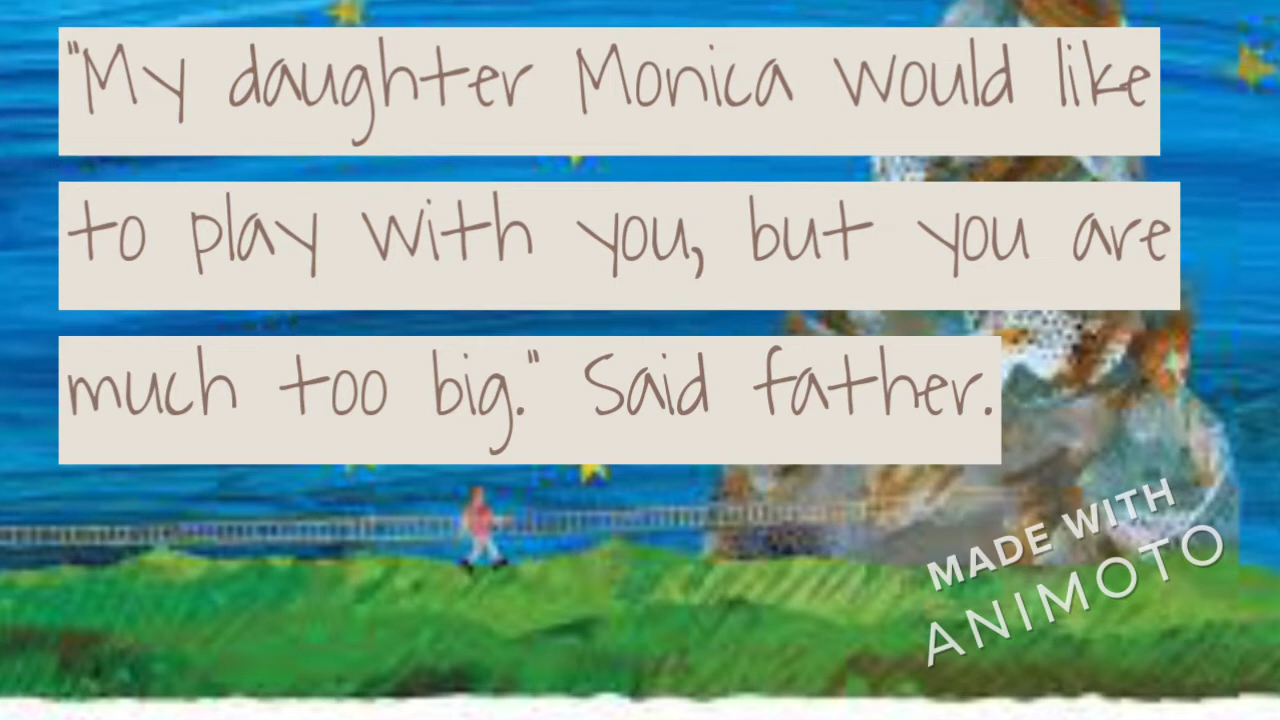 "My daughter Monica would like
to play with you, but you are
much too big." Said father.
MADE WITH
ANIMOTO